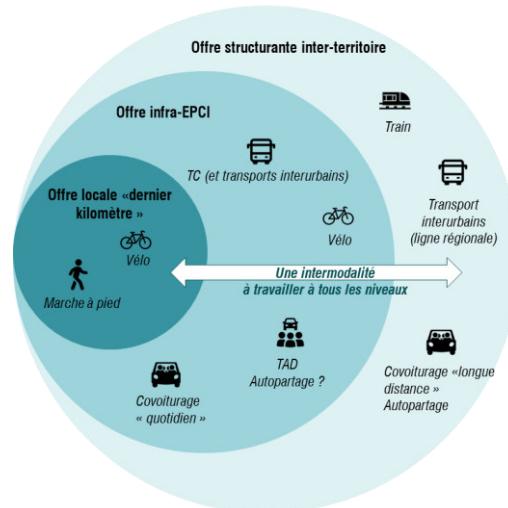 Offre structurante inter-territoire
Train
Offre infra-EPCI
TC (et transports interurbains)
Transport
interurbains
(ligne régionale)
Offre locale «dernier
kilomètre »
Vélo
Marche à pied
Vélo
Une intermodalité
à travailler à tous les niveaux
Covoiturage
« quotidien »
TAD
Autopartage ?
Covoiturage «longue
distance »
Autopartage